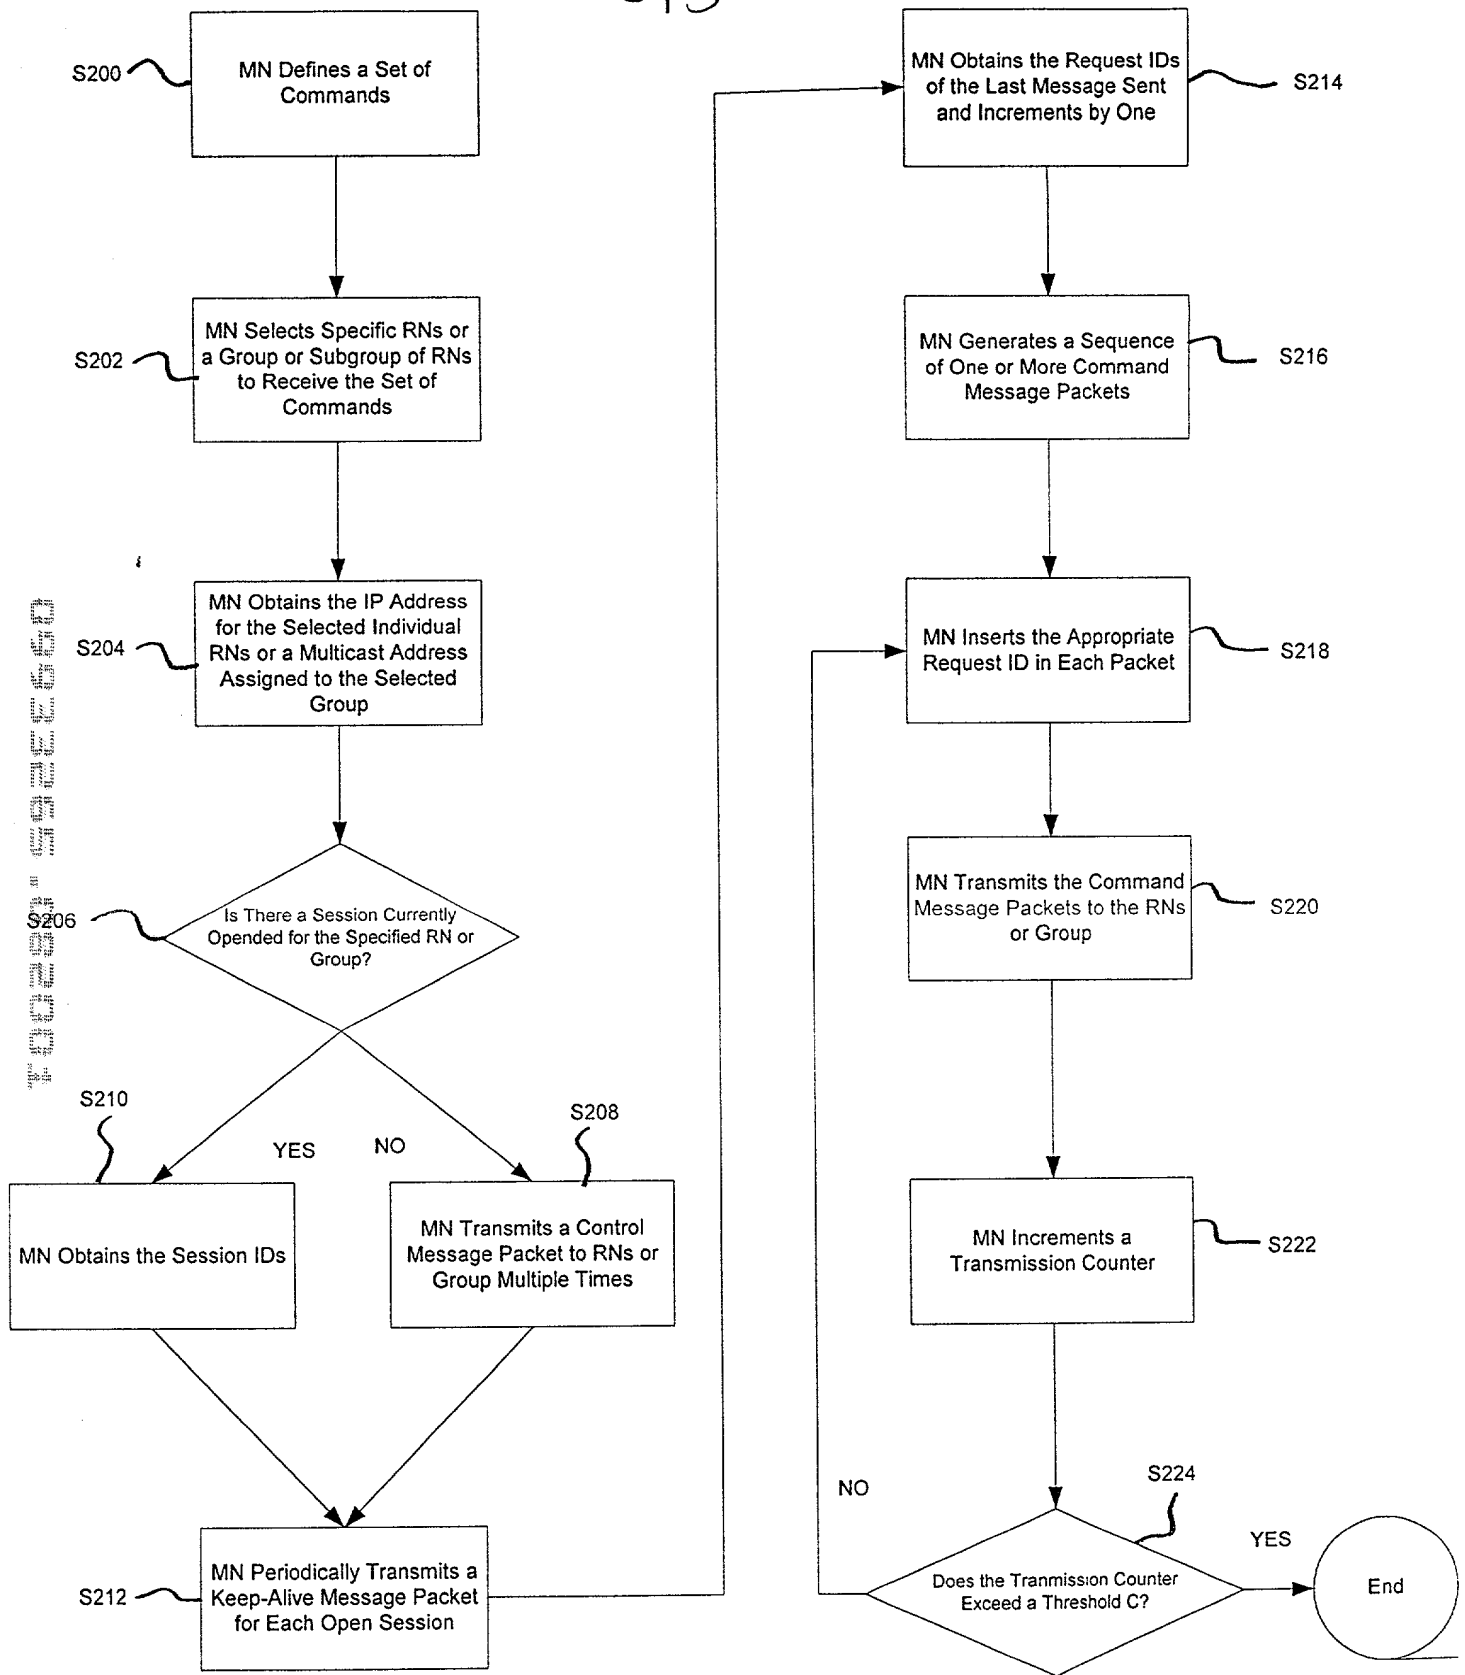 S200
MN Defines a Set of
Commands
S202
MN Selects Specific RNs or
a Group or Subgroup of RNs
to Receive the Set of
Commands
S204
MN Obtains the IP Address
for the Selected Individual
RNs or a Multicast Address
Assigned to the Selected
Group
S206
Is There a Session Currently
Opended for the Specified RN or
Group?
YES
NO
S210
MN Obtains the Session IDs
S208
MN Transmits a Control
Message Packet to RNs or
Group Multiple Times
S212
MN Periodically Transmits a
Keep-Alive Message Packet
for Each Open Session
MN Obtains the Request IDs
of the Last Message Sent
and Increments by One
S214
MN Generates a Sequence
of One or More Command
Message Packets
S216
MN Inserts the Appropriate
Request ID in Each Packet
S218
MN Transmits the Command
Message Packets to the RNs
or Group
S220
MN Increments a
Transmission Counter
S222
S224
Does the Tranmission Counter
Exceed a Threshold C?
NO
YES
End